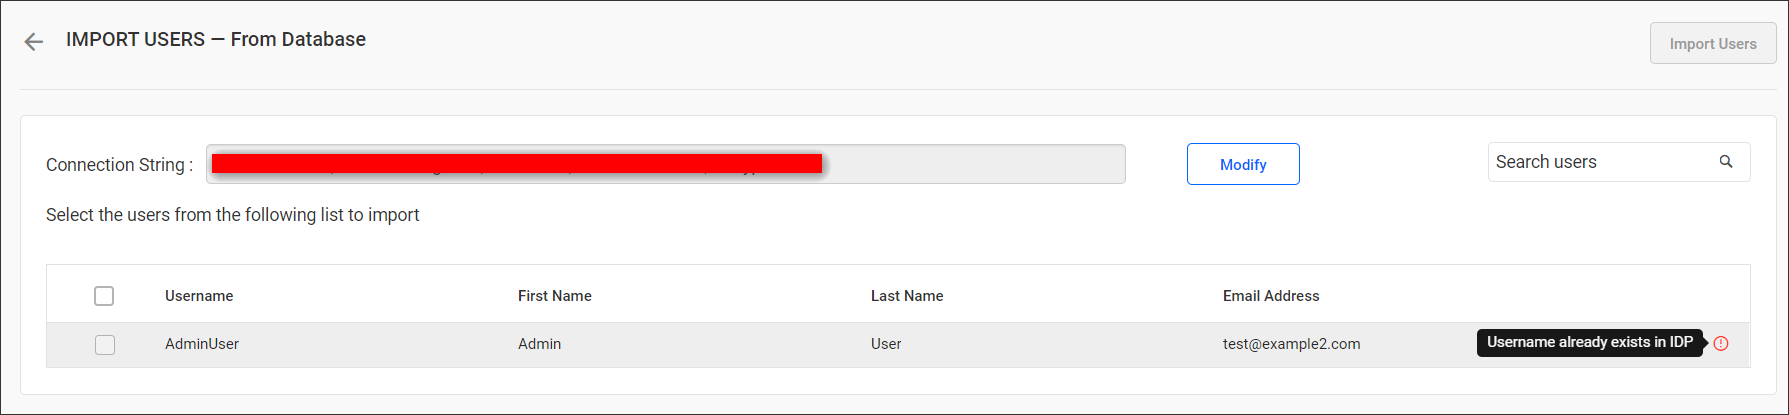 IMPORT USERS — From Database
Import Users
Connection String :
Modify
Search users
Select the users from the following list to import
Username First Name Last Name Email Address
AdminUser Admin User test@example2.com Username already exists in IDP